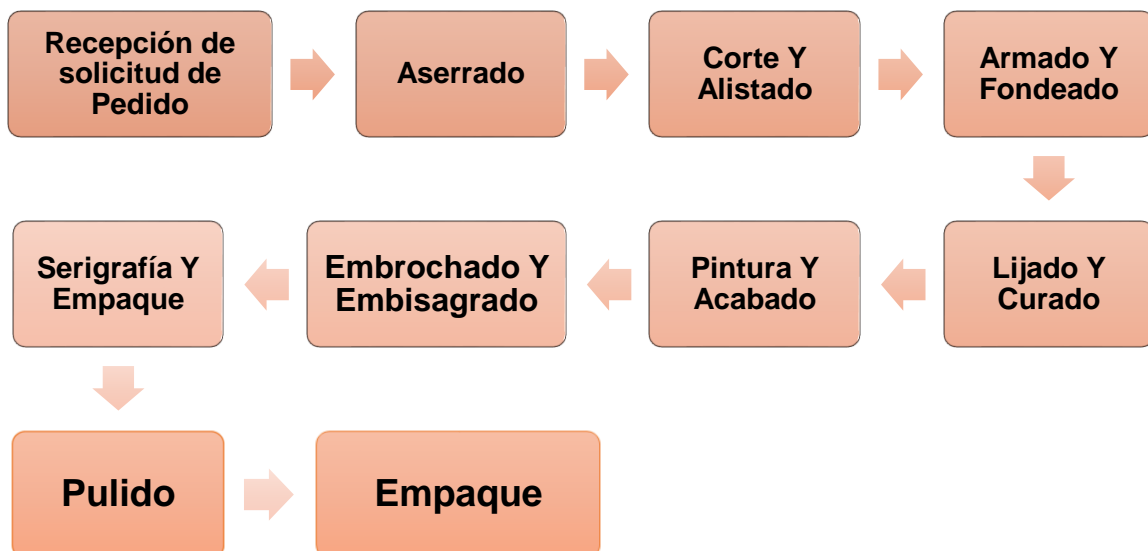 Recepción de
solicitud de
Pedido
Aserrado
Corte Y
Alistado
Armado Y
Fondeado
Lijado Y
Curado
Pintura Y
Acabado
Embrochado Y
Embisagrado
Serigrafía Y
Empaque
Pulido
Empaque